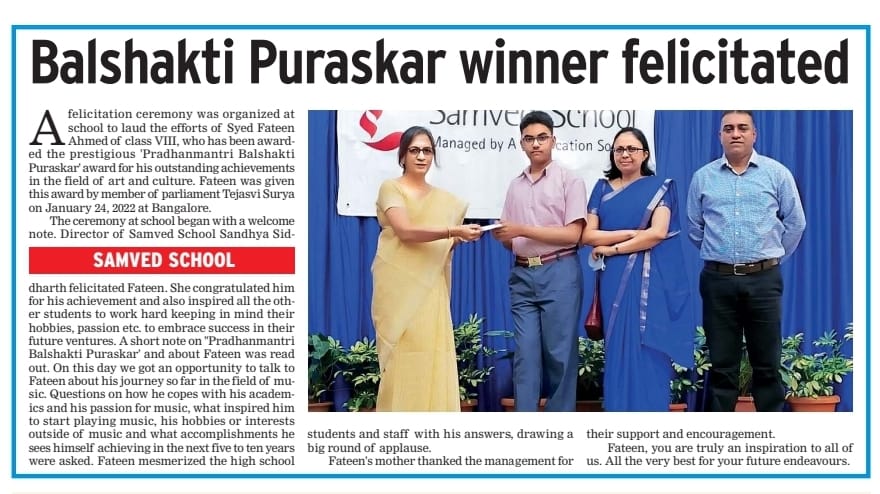 Balshakti Puraskar winner felicitated
A felicitation ceremony was organized at
school to laud the efforts of Syed Fateen
Ahmed of class VIII, who has been award-
ed the prestigious 'Pradhanmantri Balshakti
Puraskar' award for his outstanding achievements
in the field of art and culture. Fateen was given
this award by member of parliament Tejasvi Surya
on January 24, 2022 at Bangalore.
The ceremony at school began with a welcome
note. Director of Samved School Sandhya Sid-
SAMVED SCHOOL
dharth felicitated Fateen. She congratulated him
for his achievement and also inspired all the oth-
er students to work hard keeping in mind their
hobbies, passion etc. to embrace success in their
future ventures. A short note on "Pradhanmantri
Balshakti Puraskar' and about Fateen was read
out. On this day we got an opportunity to talk to
Fateen about his journey so far in the field of mu-
sic. Questions on how he copes with his academ-
ics and his passion for music, what inspired him
to start playing music, his hobbies or interests
outside of music and what accomplishments he
sees himself achieving in the next five to ten years
were asked. Fateen mesmerized the high school
Samved School
Managed by A cation So
students and staff with his answers, drawing a
big round of applause.
Fateen's mother thanked the management for
their support and encouragement.
Fateen, you are truly an inspiration to all of
us. All the very best for your future endeavours.